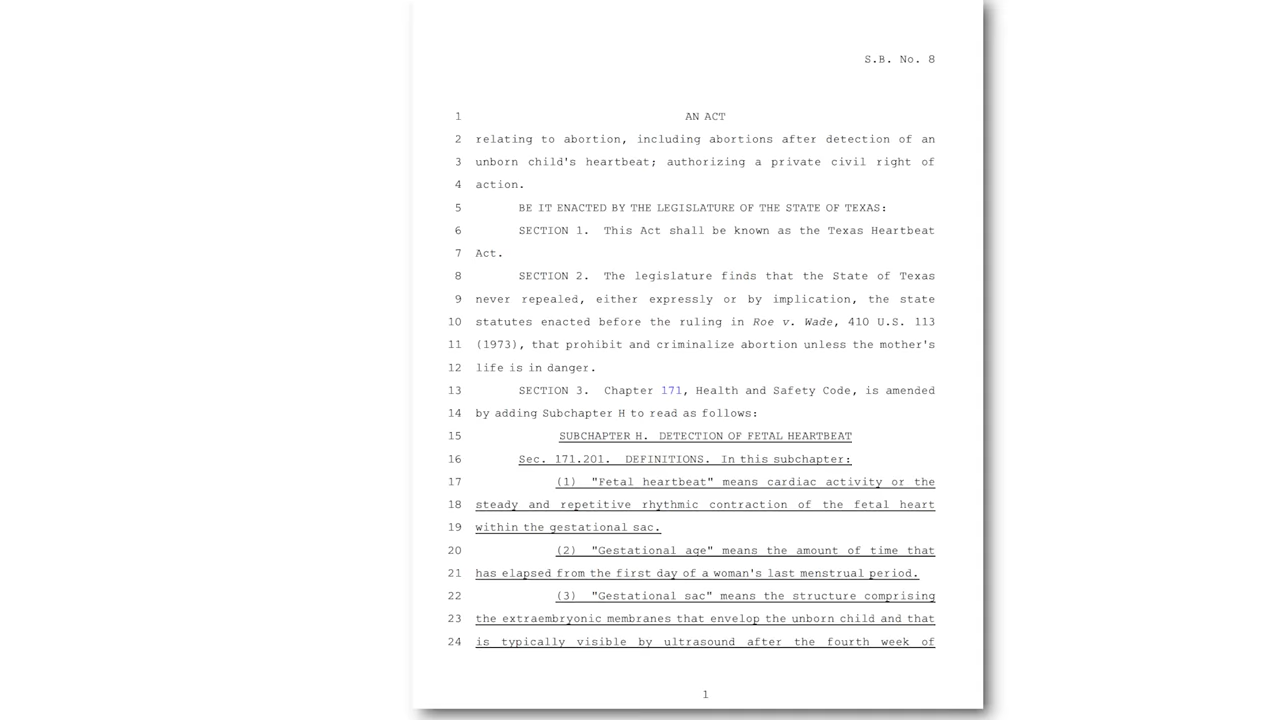 S.B. No. 8
1 AN ACT
2 relating to abortion, including abortions after detection of an
3 unborn child's heartbeat; authorizing a private civil right of
4 action.
5 BE IT ENACTED BY THE LEGISLATURE OF THE STATE OF TEXAS:
6 SECTION 1. This Act shall be known as the Texas Heartbeat
7 Act.
8 SECTION 2. The legislature finds that the State of Texas
9 never repealed, either expressly or by implication, the state
10 statutes enacted before the ruling in Roe v. Wade, 410 U.S. 113
11 (1973), that prohibit and criminalize abortion unless the mother's
12 life is in danger.
13 SECTION 3. Chapter 171, Health and Safety Code, is amended
14 by adding Subchapter H to read as follows:
15 SUBCHAPTER H. DETECTION OF FETAL HEARTBEAT
16 Sec. 171.201. DEFINITIONS. In this subchapter:
17 (1) "Fetal heartbeat" means cardiac activity or the
18 steady and repetitive rhythmic contraction of the fetal heart
19 within the gestational sac.
20 (2) "Gestational age" means the amount of time that
21 has elapsed from the first day of a woman's last menstrual period.
22 (3) "Gestational sac" means the structure comprising
23 the extraembryonic membranes that envelop the unborn child and that
24 is typically visible by ultrasound after the fourth week of
1